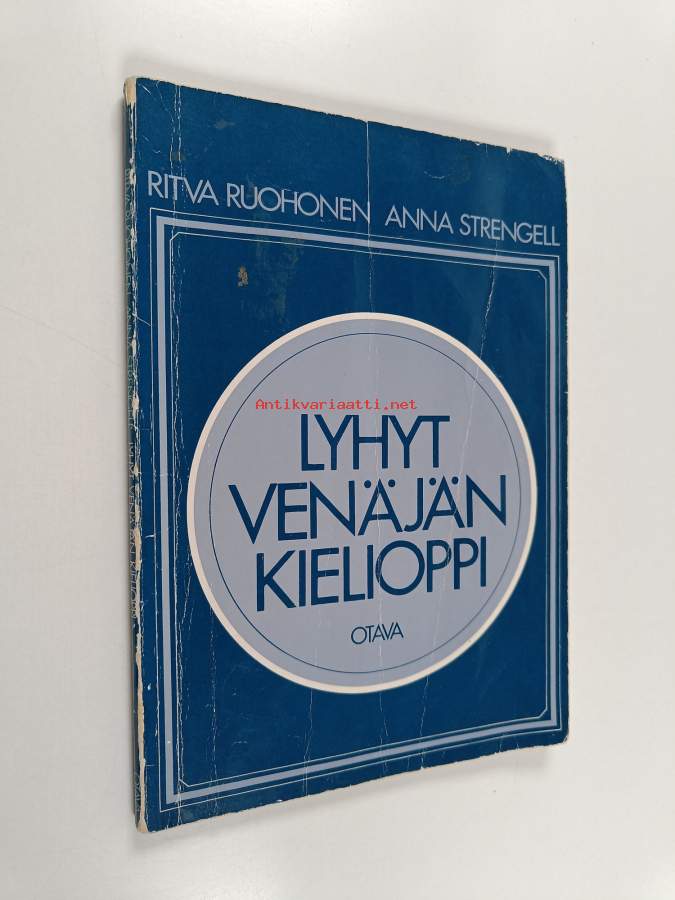 RITVA RUOHONEN ANNA STRENGELL
Antikvariaatti.net
LYHYT
VENÄJÄN
KIELIOPPI
OTAVA